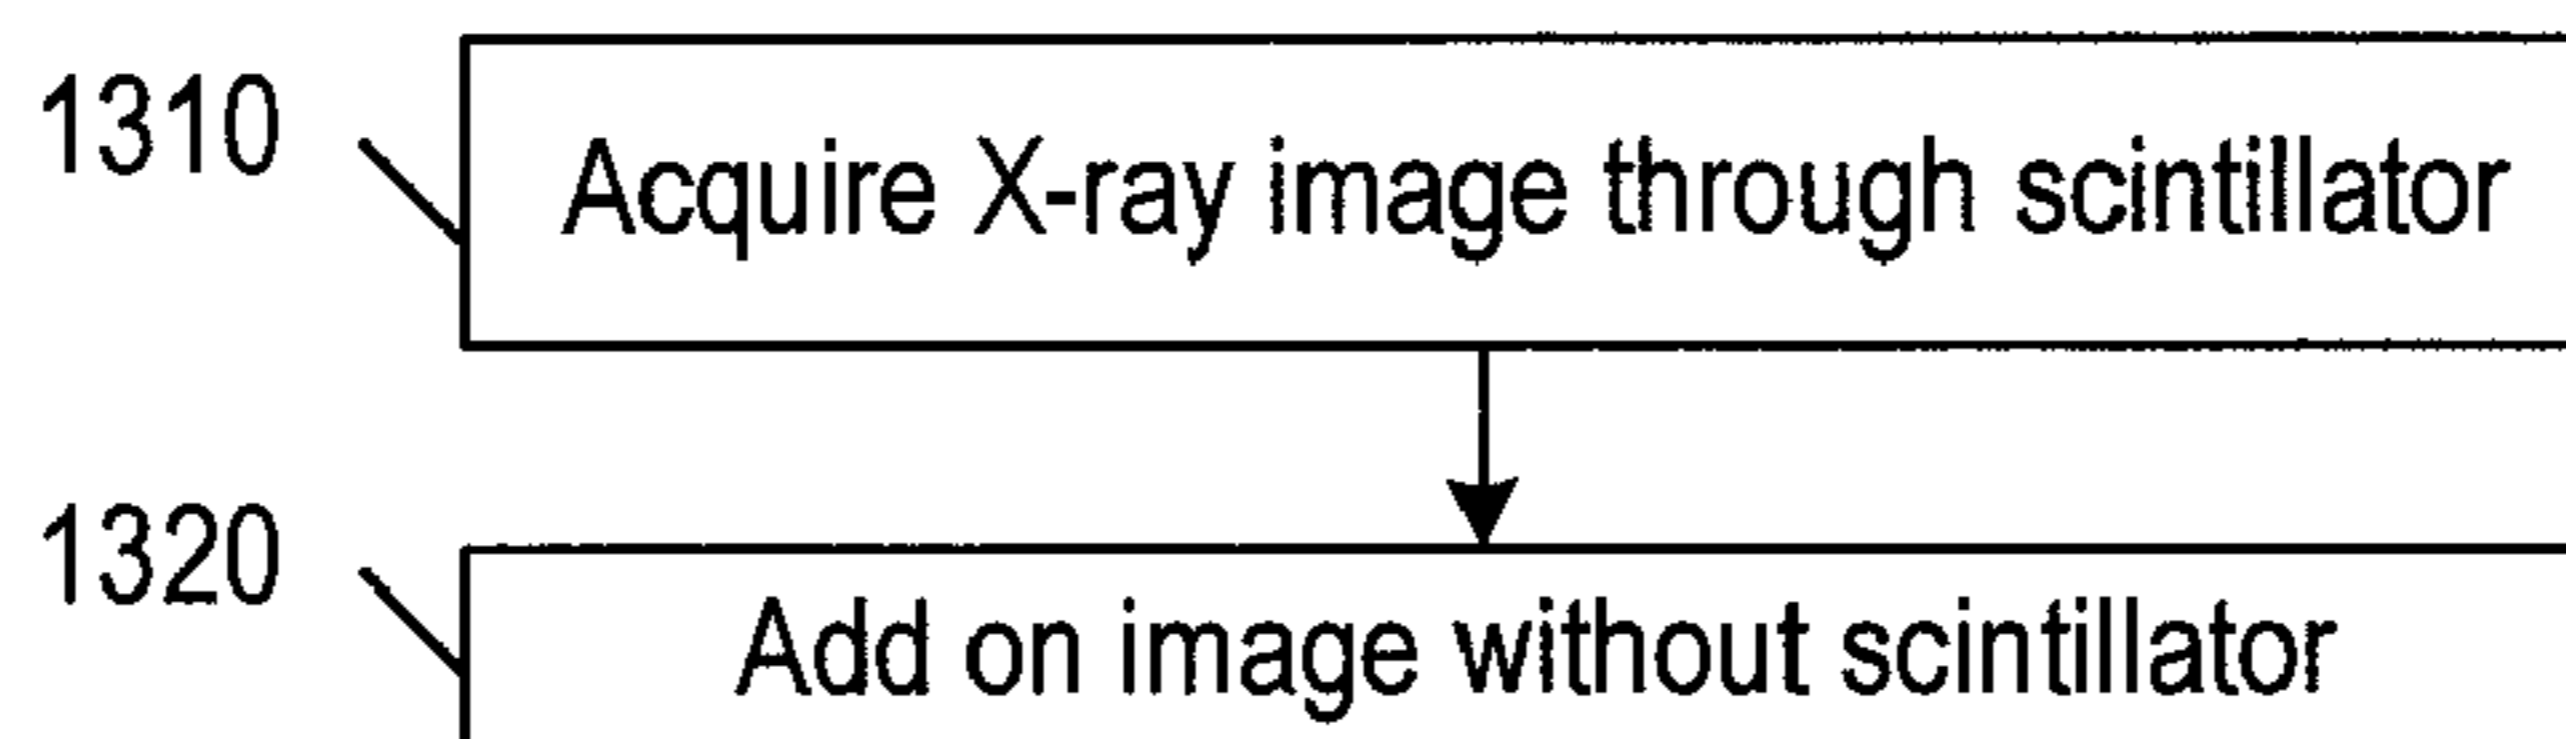 1310
Acquire X-ray image through scintillator
1320
Add on image without scintillator